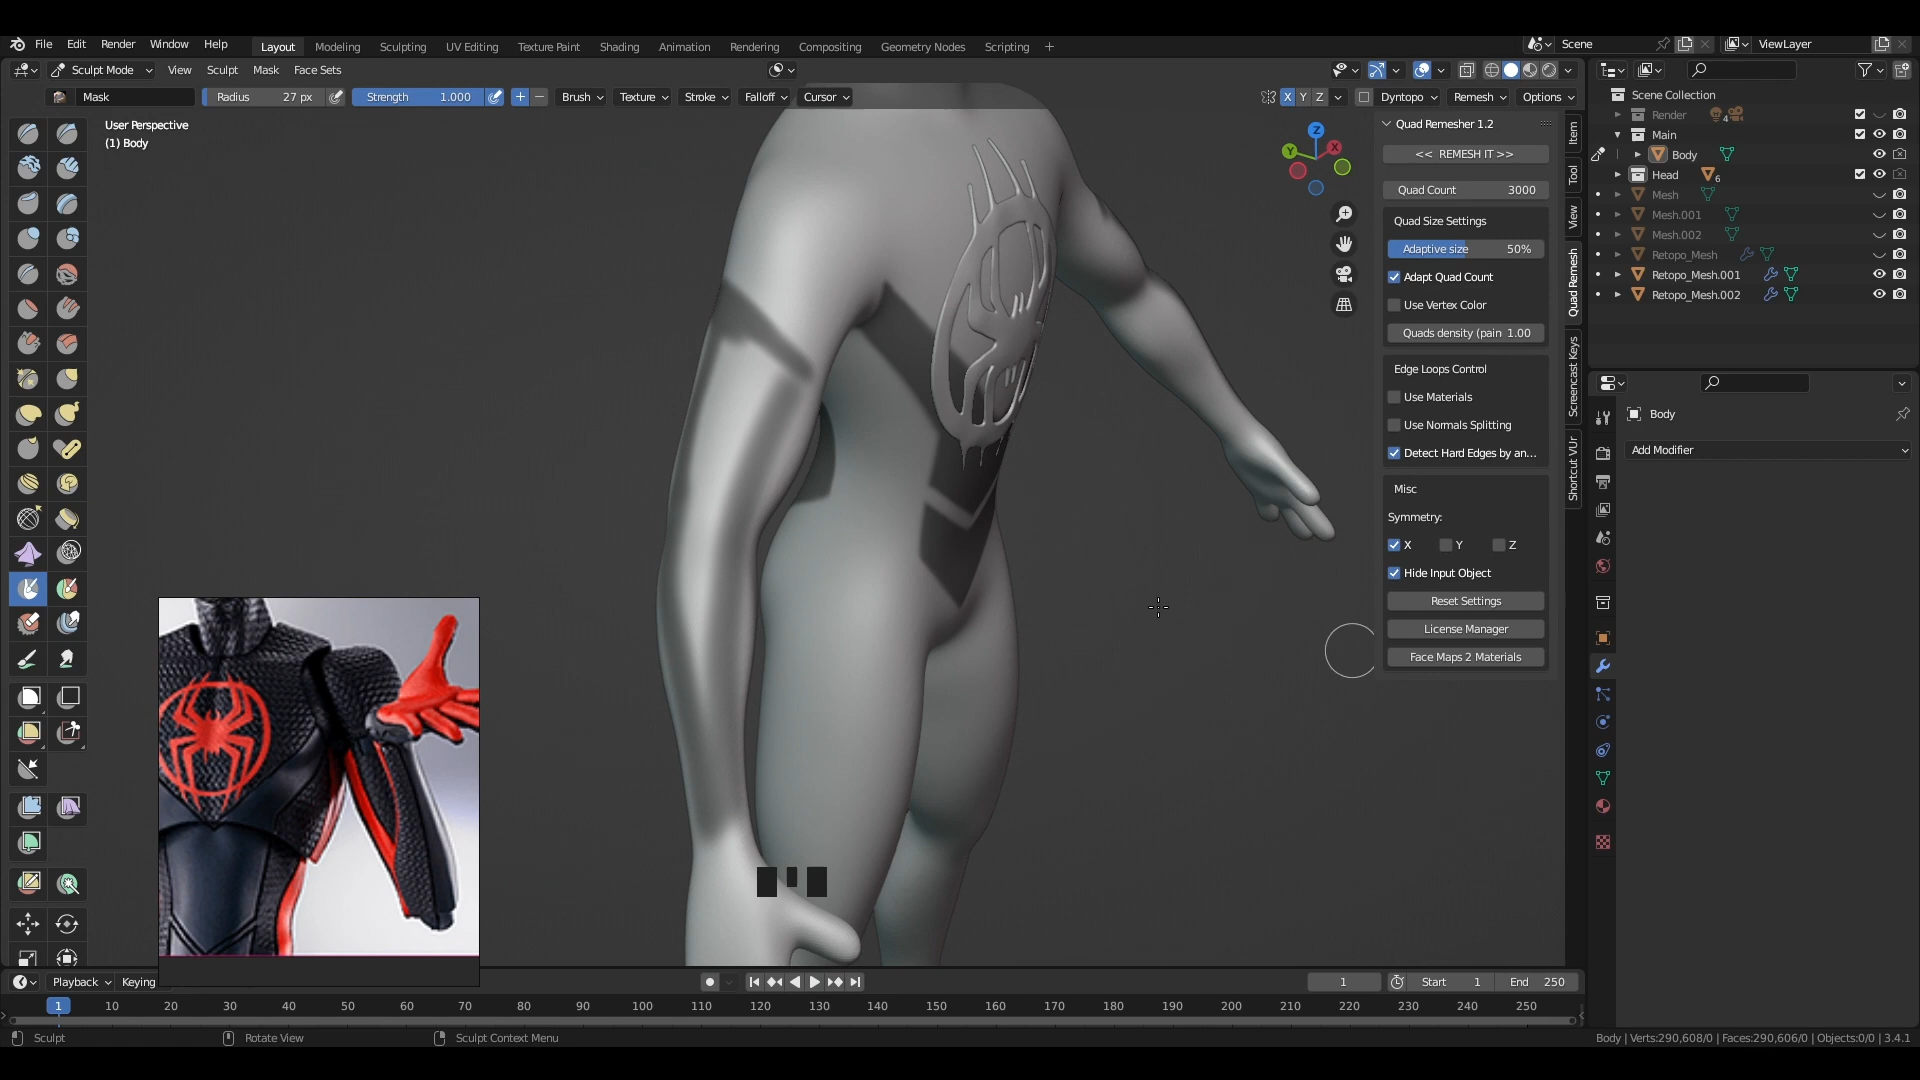 File Edit Render Window Help Layout Modeling Sculpting UV Editing Texture Paint Shading Animation Rendering Compositing Geometry Nodes Scripting + Scene ViewLayer
Sculpt Mode View Sculpt Mask Face Sets
Mask Radius 27 px Strength 1.000 Brush Texture Stroke Falloff Cursor X Y Z Dyntopo Remesh Options
User Perspective
(1) Body
Z
Y
X
Quad Remesher 1.2
<< REMESH IT >>
Quad Count 3000
Quad Size Settings
Adaptive size 50%
Adapt Quad Count
Use Vertex Color
Quads density (pain 1.00
Edge Loops Control
Use Materials
Use Normals Splitting
Detect Hard Edges by an...
Misc
Symmetry:
X Y Z
Hide Input Object
Reset Settings
License Manager
Face Maps 2 Materials
Item
Tool
View
Quad Remesh
Screencast Keys
Shortcut VUr
Scene Collection
Render 4
Main
Body
Head 6
Mesh
Mesh.001
Mesh.002
Retopo_Mesh
Retopo_Mesh.001
Retopo_Mesh.002
Body
Add Modifier
Playback Keying 1 Start 1 End 250
1 10 20 30 40 50 60 70 80 90 100 110 120 130 140 150 160 170 180 190 200 210 220 230 240 250
Sculpt Rotate View Sculpt Context Menu Body | Verts:290,608/0 | Faces:290,606/0 | Objects:0/0 | 3.4.1